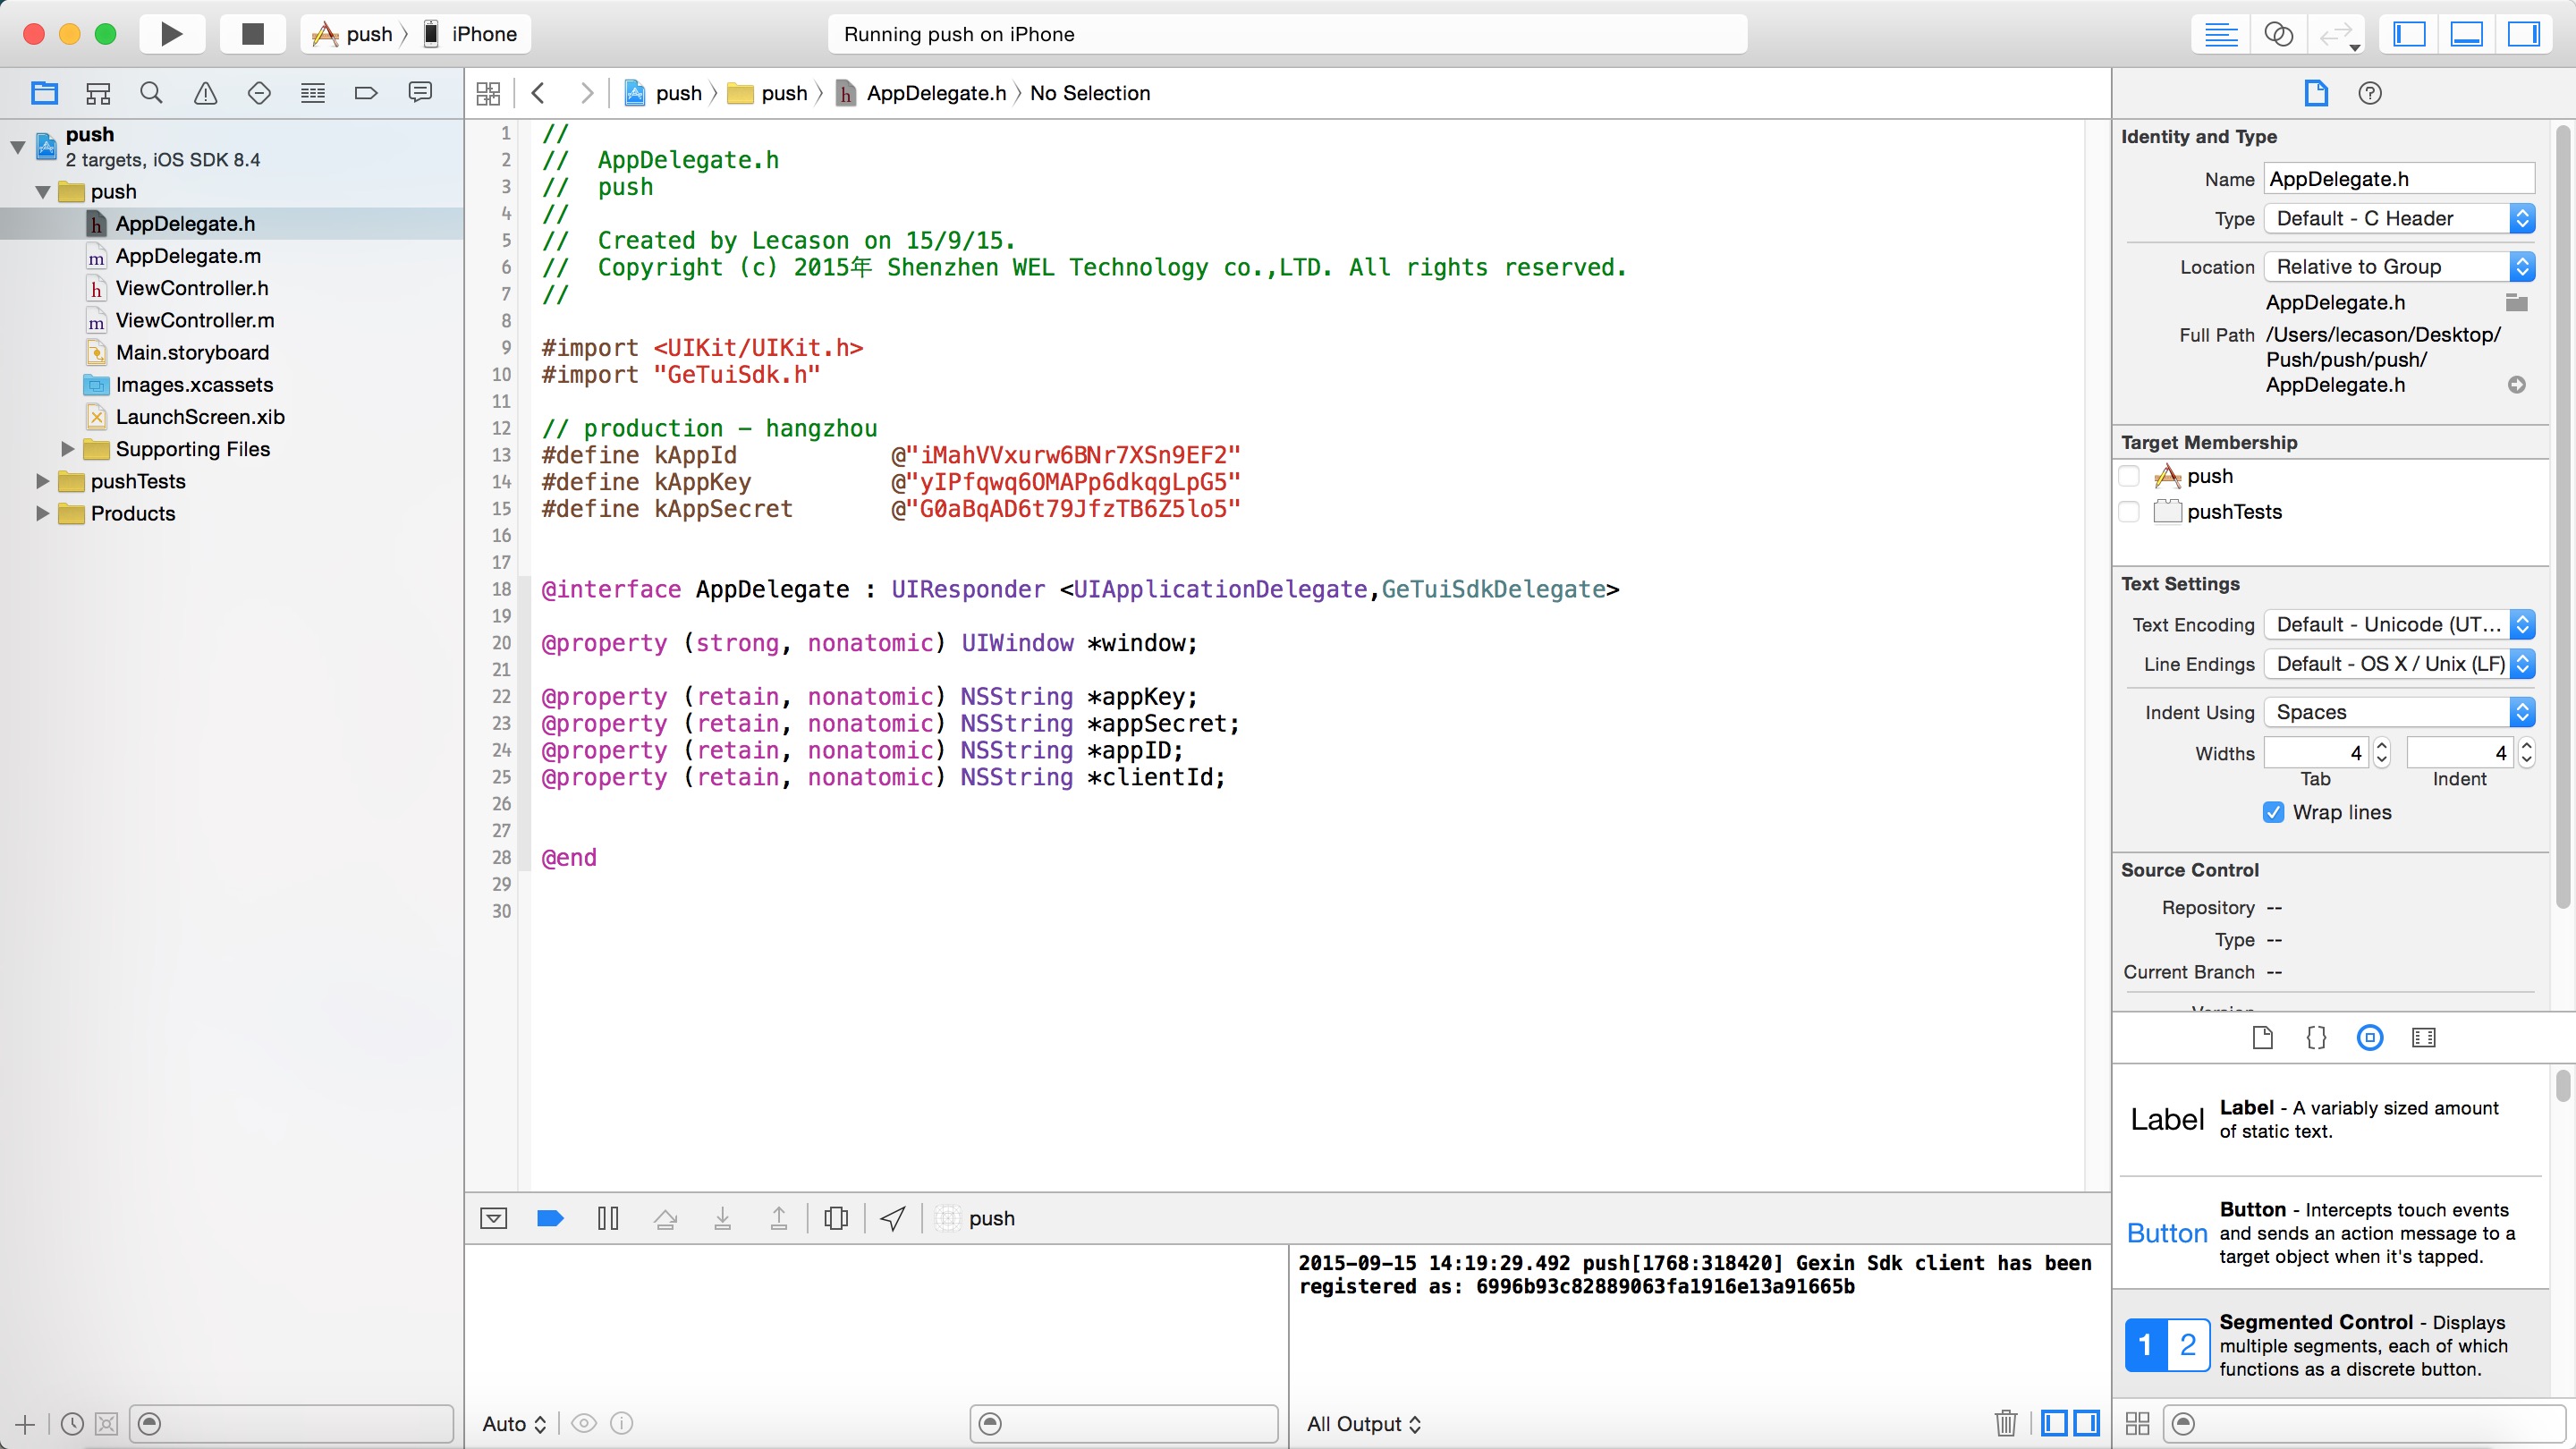 push
iPhone
Running push on iPhone
push
push
AppDelegate.h
No Selection
push
2 targets, iOS SDK 8.4
push
AppDelegate.h
AppDelegate.m
ViewController.h
ViewController.m
Main.storyboard
Images.xcassets
LaunchScreen.xib
Supporting Files
pushTests
Products
1 //
2 //  AppDelegate.h
3 //  push
4 //
5 //  Created by Lecason on 15/9/15.
6 //  Copyright (c) 2015年 Shenzhen WEL Technology co.,LTD. All rights reserved.
7 //
8
9 #import <UIKit/UIKit.h>
10 #import "GeTuiSdk.h"
11
12 // production - hangzhou
13 #define kAppId           @"iMahVVxurw6BNr7XSn9EF2"
14 #define kAppKey          @"yIPfqwq6OMAPp6dkqgLpG5"
15 #define kAppSecret       @"G0aBqAD6t79JfzTB6Z5lo5"
16
17
18 @interface AppDelegate : UIResponder <UIApplicationDelegate,GeTuiSdkDelegate>
19
20 @property (strong, nonatomic) UIWindow *window;
21
22 @property (retain, nonatomic) NSString *appKey;
23 @property (retain, nonatomic) NSString *appSecret;
24 @property (retain, nonatomic) NSString *appID;
25 @property (retain, nonatomic) NSString *clientId;
26
27
28 @end
29
30
push
2015-09-15 14:19:29.492 push[1768:318420] Gexin Sdk client has been
registered as: 6996b93c82889063fa1916e13a91665b
Auto
All Output
Identity and Type
Name AppDelegate.h
Type Default - C Header
Location Relative to Group
AppDelegate.h
Full Path /Users/lecason/Desktop/
Push/push/push/
AppDelegate.h
Target Membership
push
pushTests
Text Settings
Text Encoding Default - Unicode (UT...
Line Endings Default - OS X / Unix (LF)
Indent Using Spaces
Widths 4 4
Tab Indent
Wrap lines
Source Control
Repository --
Type --
Current Branch --
Label
Label - A variably sized amount
of static text.
Button
Button - Intercepts touch events
and sends an action message to a
target object when it's tapped.
1 2
Segmented Control - Displays
multiple segments, each of which
functions as a discrete button.